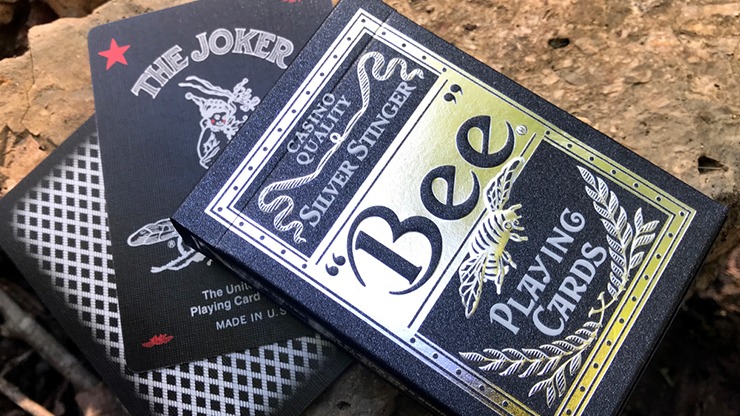 THE JOKER
The Unit
Playing Card
MADE IN U.S
CASINO
QUALITY
SILVER STINGER
"Bee"®
PLAYING
CARDS